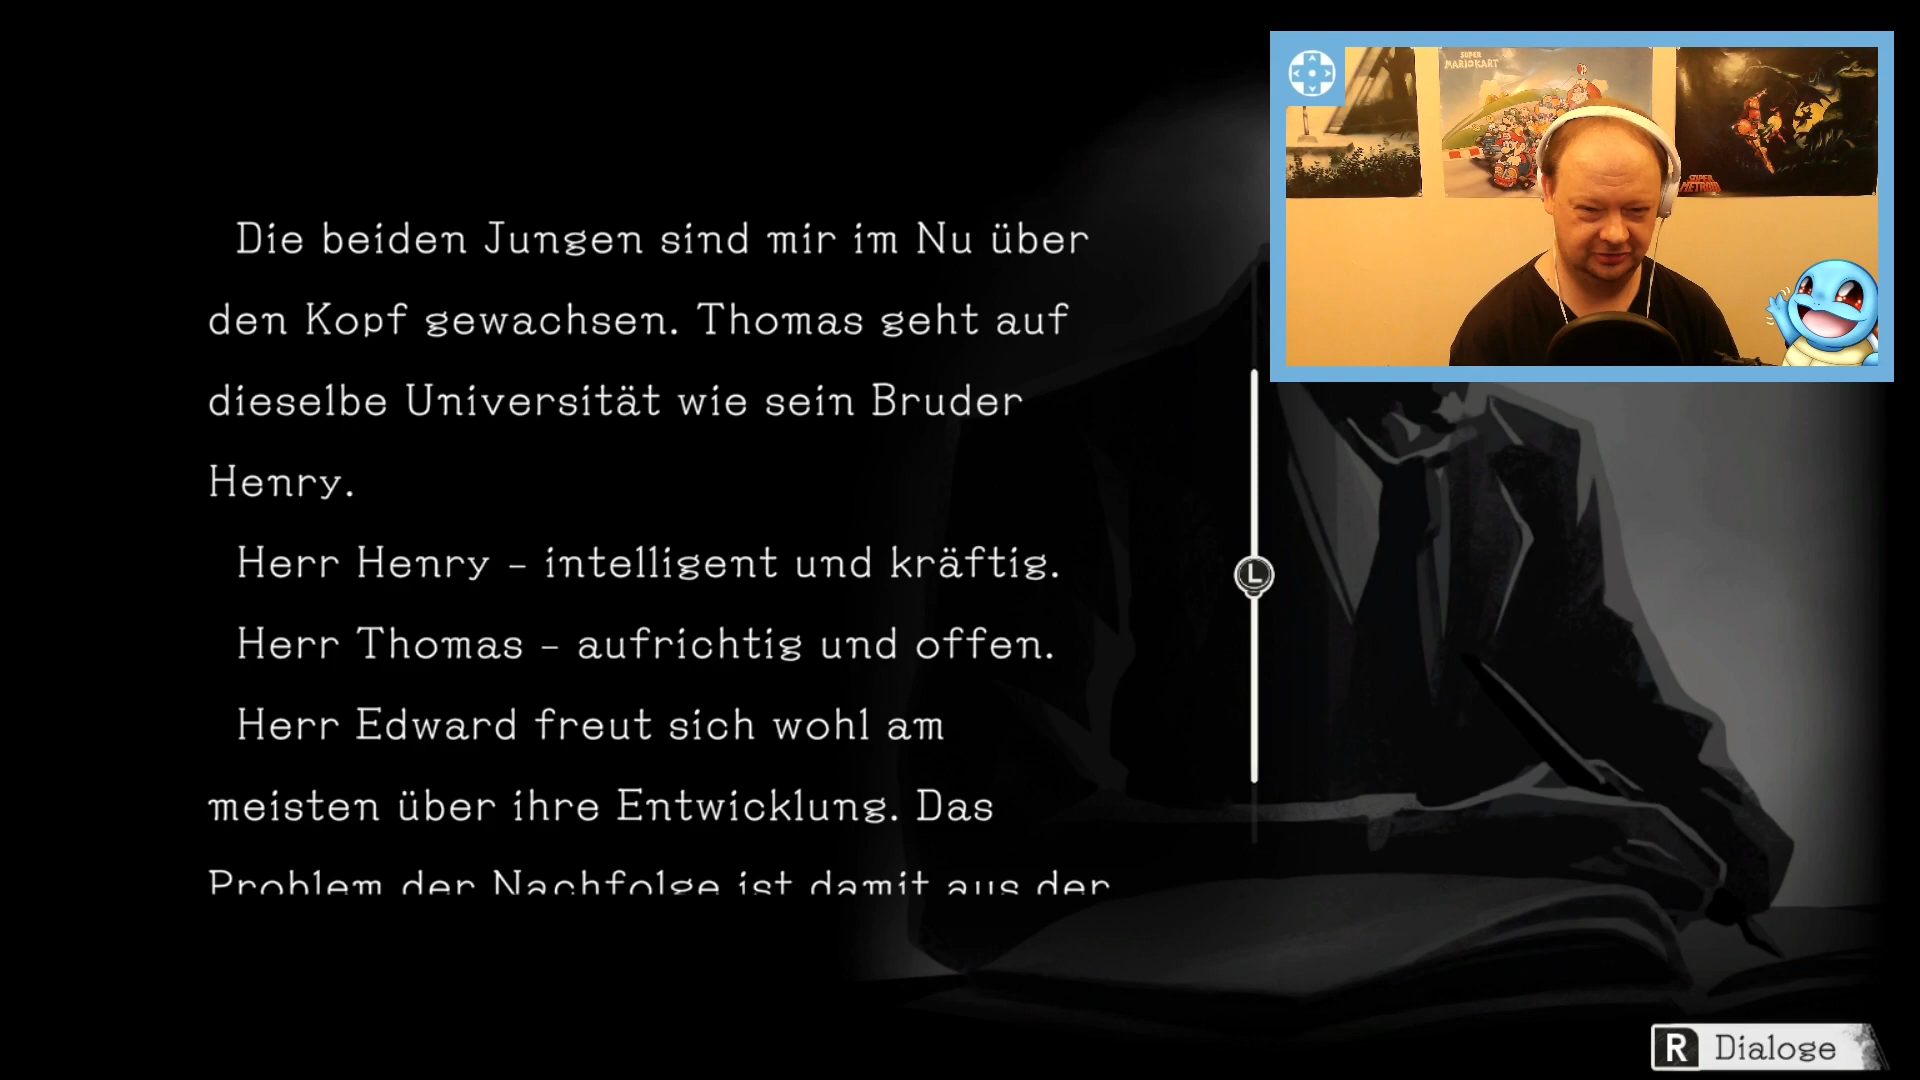 SUPER
MARIOKART
SUPER
METROID
Die beiden Jungen sind mir im Nu über
den Kopf gewachsen. Thomas geht auf
dieselbe Universität wie sein Bruder
Henry.
Herr Henry – intelligent und kräftig.
Herr Thomas – aufrichtig und offen.
Herr Edward freut sich wohl am
meisten über ihre Entwicklung. Das
Problem der Nachfolge ist damit aus der
L
R Dialoge